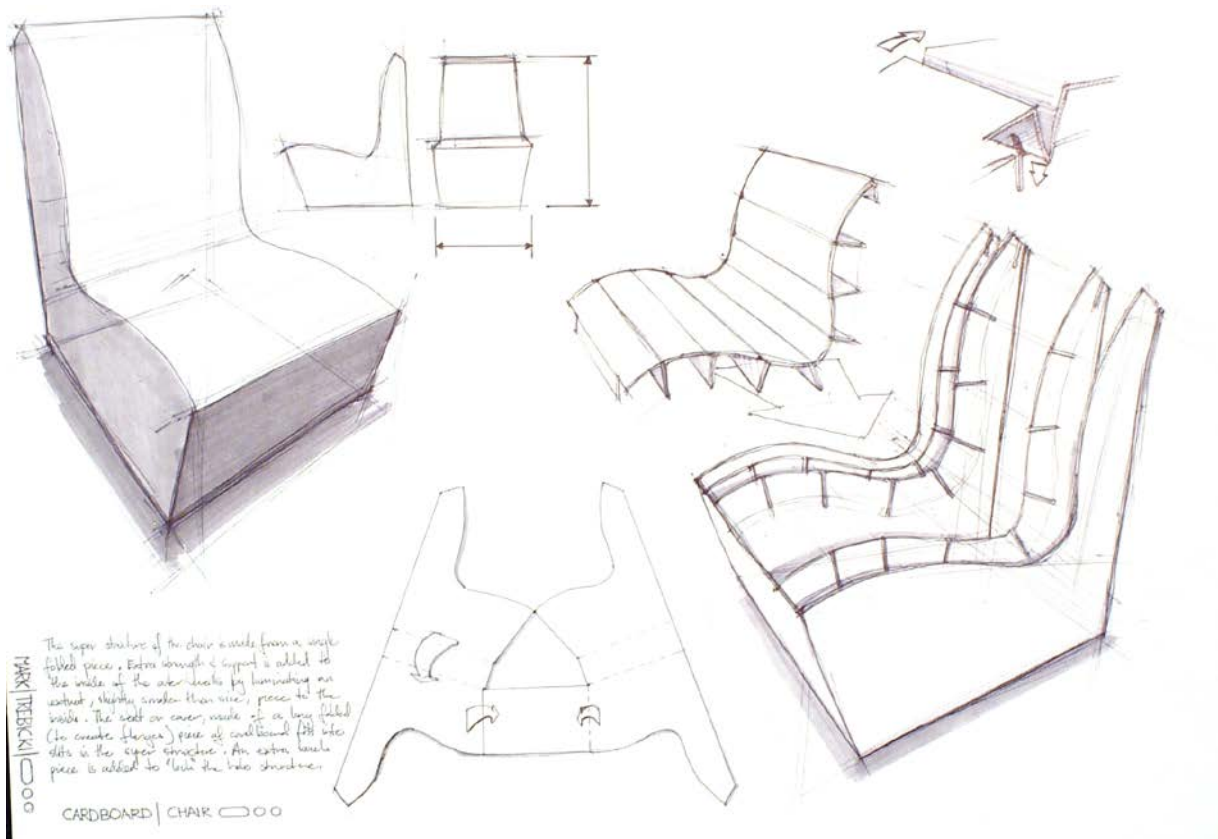 The super structure of the chair is made from a single
folded piece. Extra strength & support is added to
the inside of the outer walls by laminating an
extract, slightly smaller than size, piece to the
inside. The seat or cover, made of a long folded
(to create flanges) piece of cardboard fits into
slots in the super structure. An extra
piece is added to "lock" the structure.
MARK|TREBICKI|
CARDBOARD| CHAIR